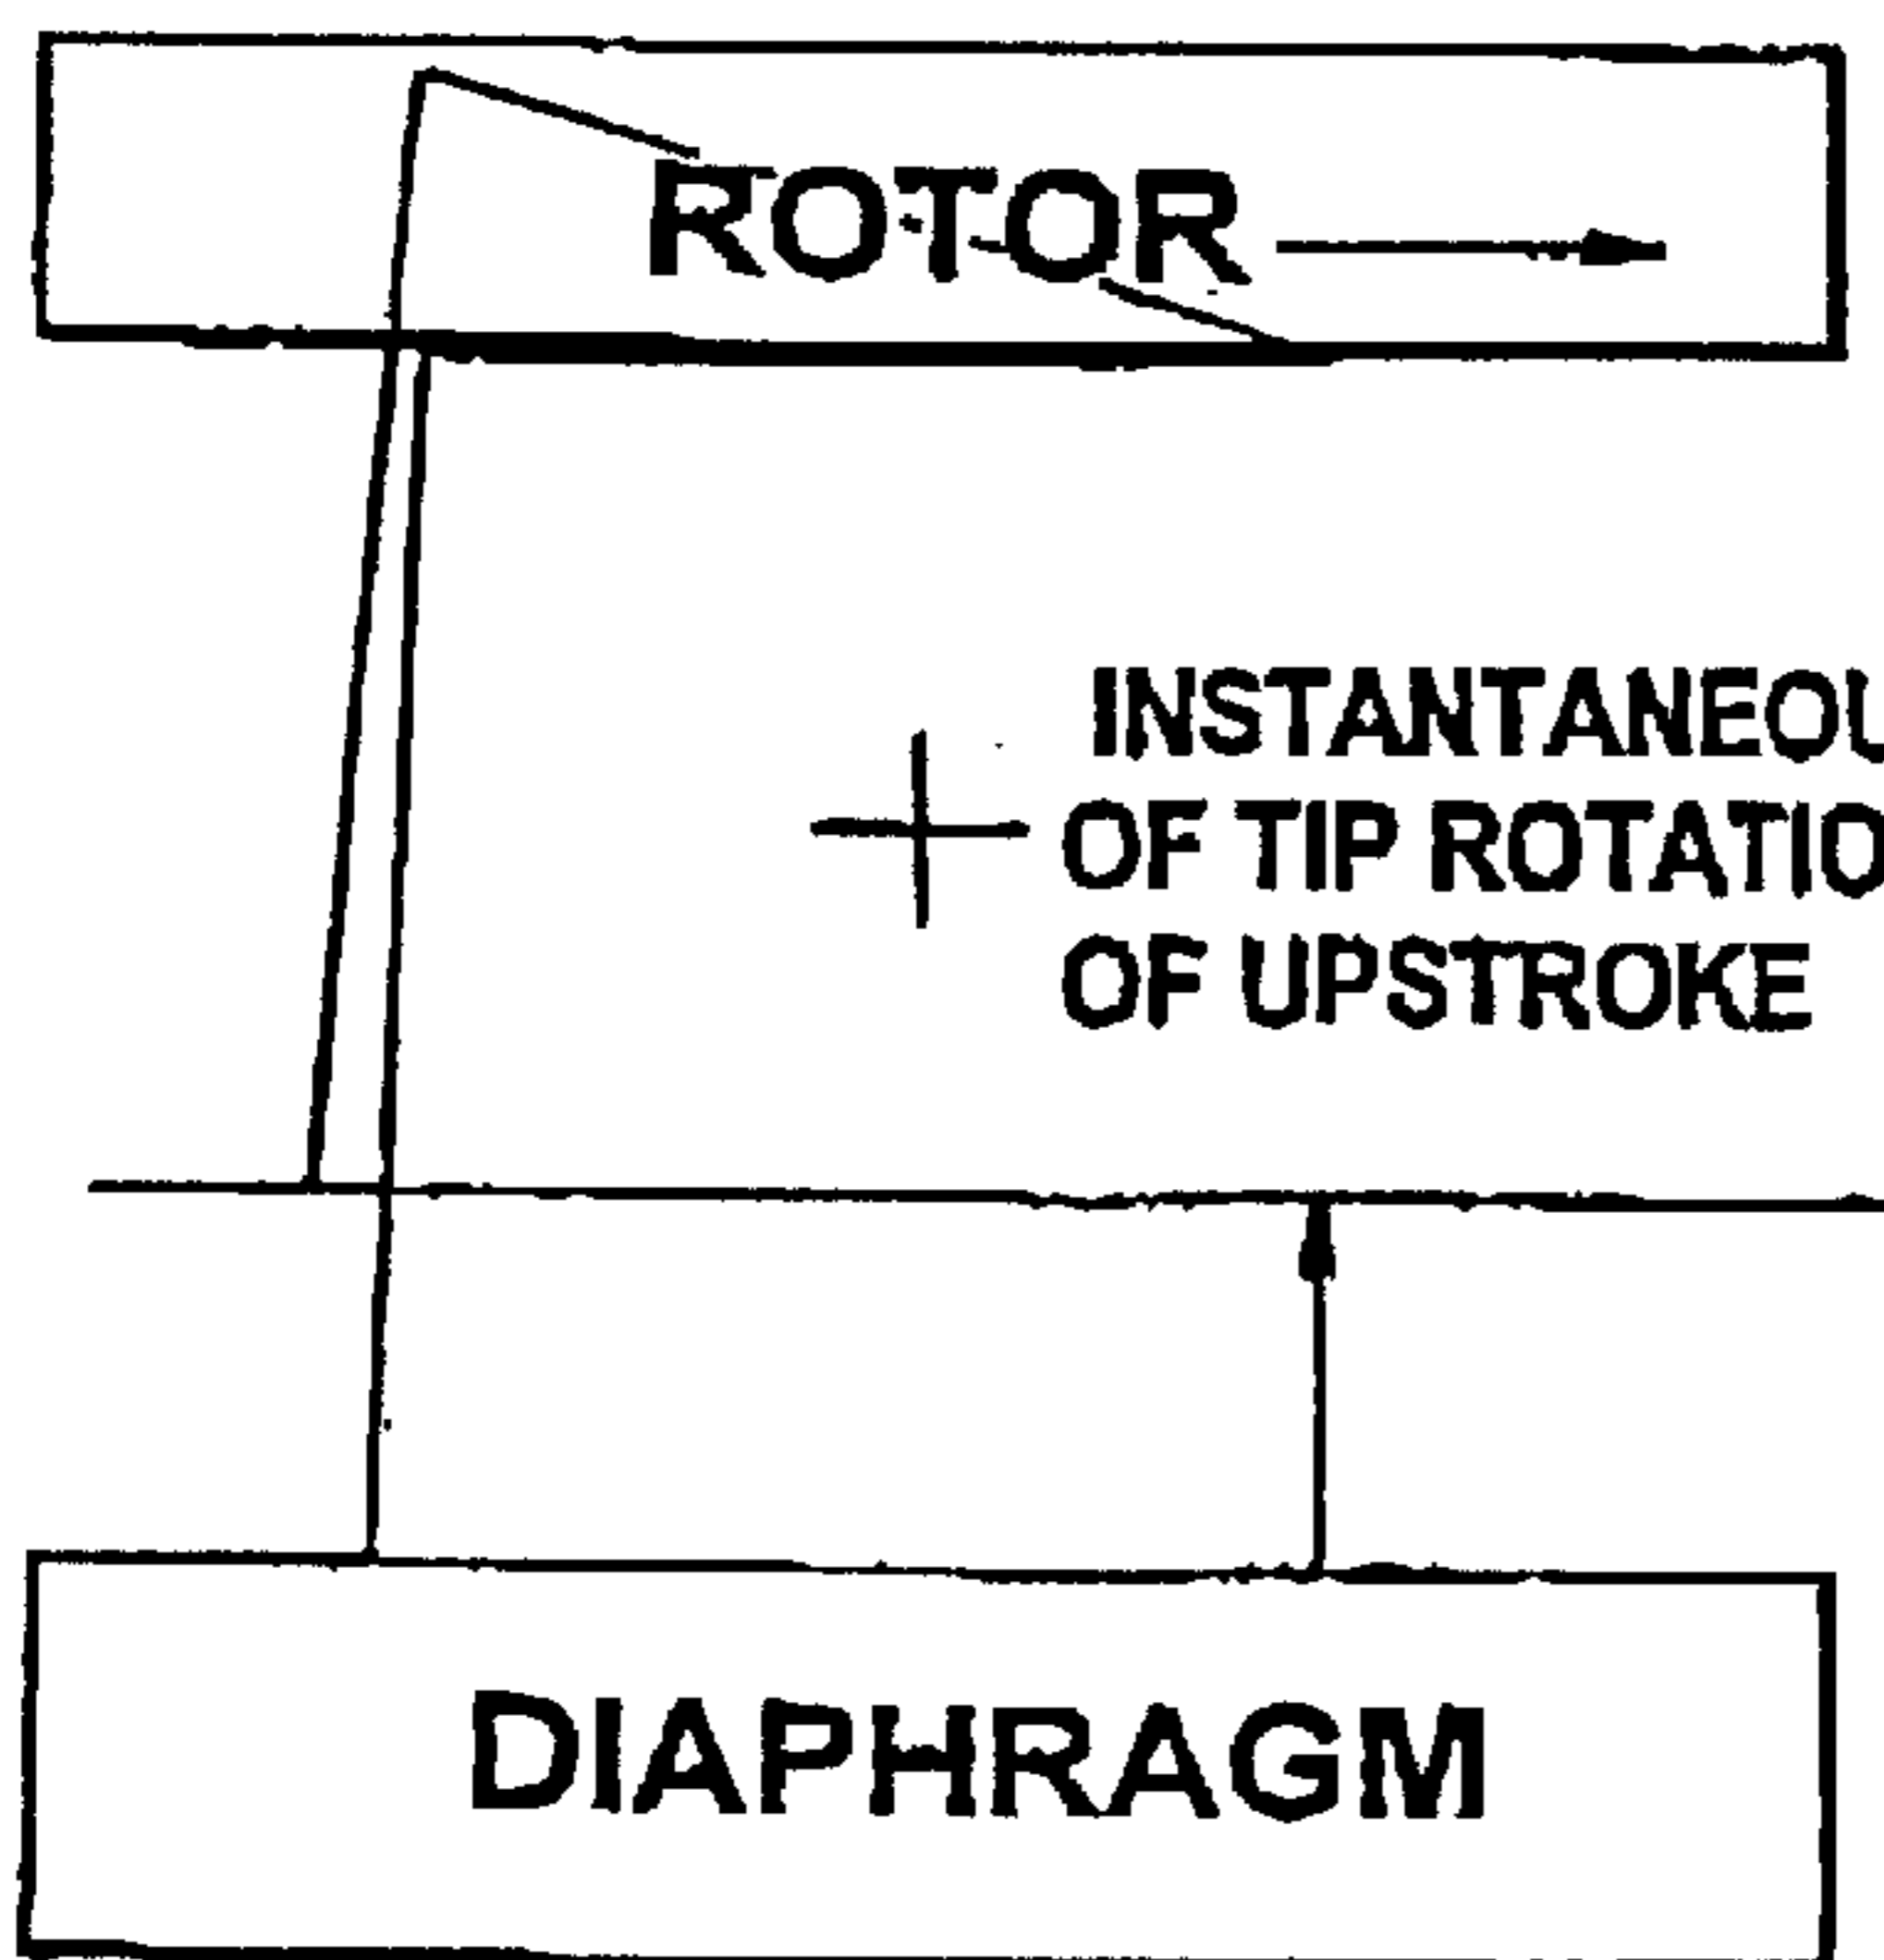 ROTOR
INSTANTANEOU
OF TIP ROTATIO
OF UPSTROKE
DIAPHRAGM